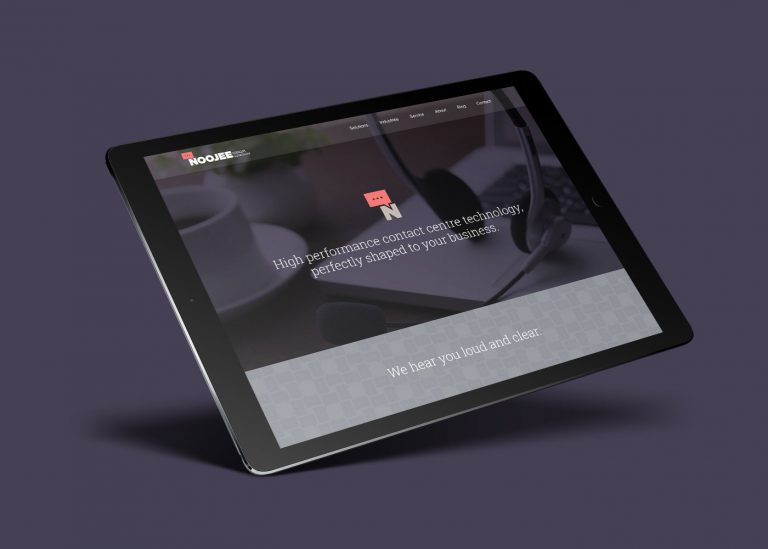 NOOJEE
Solutions Industries Service About Blog Contact
N
High performance contact centre technology,
perfectly shaped to your business.
We hear you loud and clear.